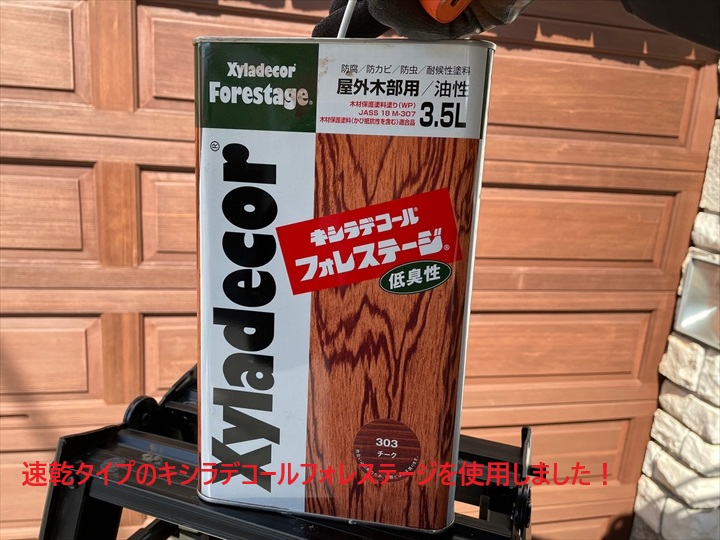 Xyladecor®
Forestage®
防腐/防カビ/防虫/耐候性塗料
屋外木部用/油性
木材保護塗料塗り(WP)
JASS 18 M-307
木材保護塗料(かび抵抗性を含む)適合品
3.5L
Xyladecor®
キシラデコール®
フォレステージ®
低臭性
303
チーク
速乾タイプのキシラデコールフォレステージを使用しました!